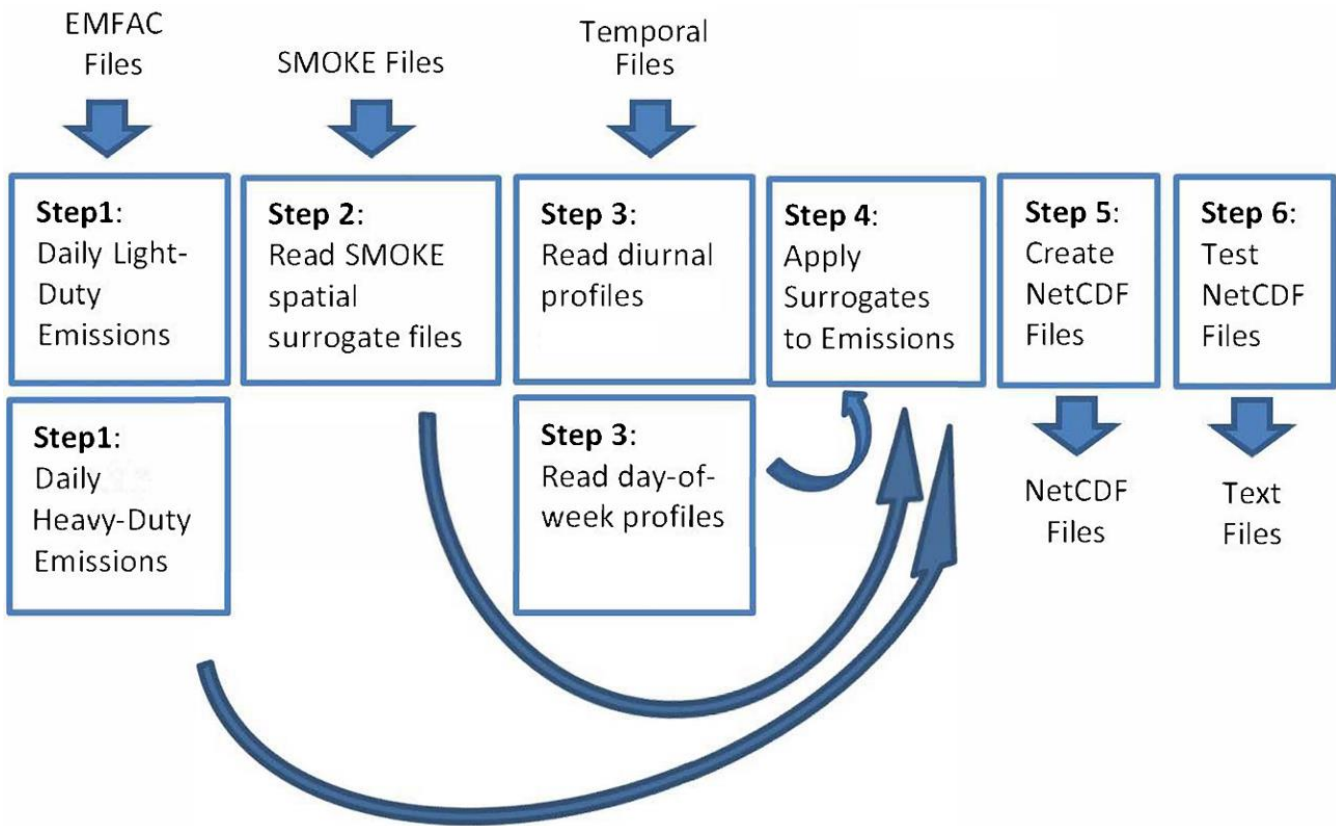 EMFAC
Files
SMOKE Files
Temporal
Files
Step1:
Daily Light-
Duty
Emissions
Step 2:
Read SMOKE
spatial
surrogate files
Step 3:
Read diurnal
profiles
Step 4:
Apply
Surrogates
to Emissions
Step 5:
Create
NetCDF
Files
Step 6:
Test
NetCDF
Files
Step1:
Daily
Heavy-Duty
Emissions
Step 3:
Read day-of-
week profiles
NetCDF
Files
Text
Files